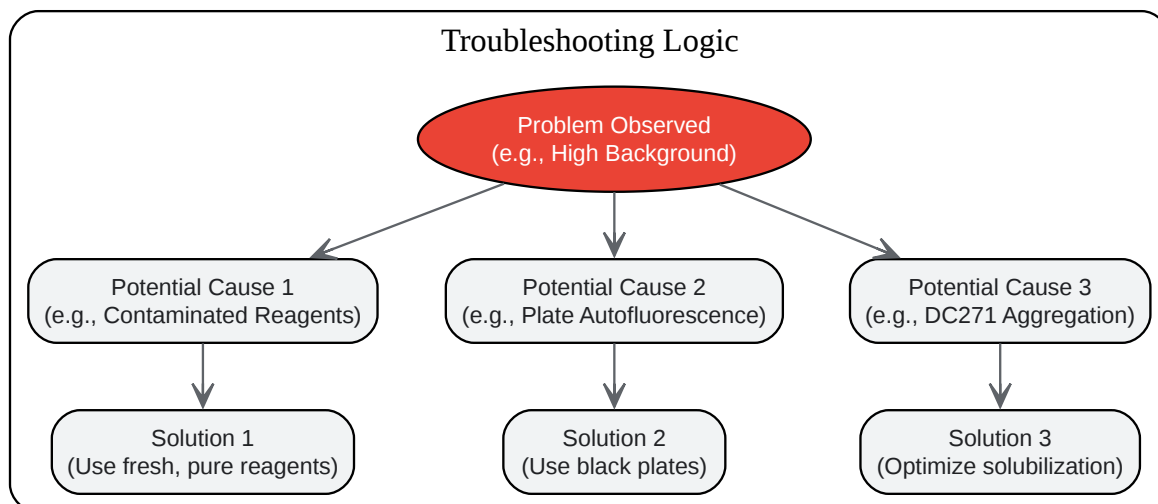 Troubleshooting Logic
Problem Observed
(e.g., High Background)
Potential Cause 1
(e.g., Contaminated Reagents)
Potential Cause 2
(e.g., Plate Autofluorescence)
Potential Cause 3
(e.g., DC271 Aggregation)
Solution 1
(Use fresh, pure reagents)
Solution 2
(Use black plates)
Solution 3
(Optimize solubilization)